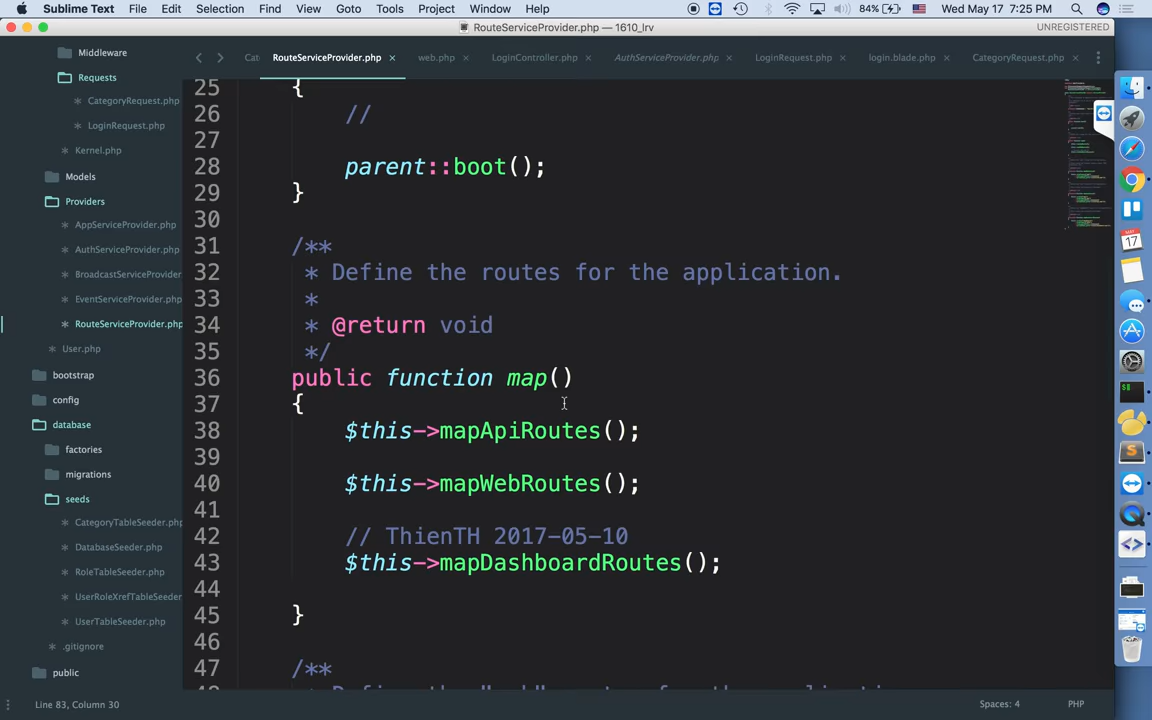 Sublime Text File Edit Selection Find View Goto Tools Project Window Help 84% Wed May 17 7:25 PM
RouteServiceProvider.php — 1610_lrv UNREGISTERED
Cat RouteServiceProvider.php × web.php × LoginController.php × AuthServiceProvider.php × LoginRequest.php × login.blade.php × CategoryRequest.php ×
Middleware
Requests
CategoryRequest.php
LoginRequest.php
Kernel.php
Models
Providers
AppServiceProvider.php
AuthServiceProvider.php
BroadcastServiceProvider
EventServiceProvider.php
RouteServiceProvider.php
User.php
bootstrap
config
database
factories
migrations
seeds
CategoryTableSeeder.php
DatabaseSeeder.php
RoleTableSeeder.php
UserRoleXrefTableSeeder
UserTableSeeder.php
.gitignore
public
25 {
26 //
27
28 parent::boot();
29 }
30
31 /**
32 * Define the routes for the application.
33 *
34 * @return void
35 */
36 public function map()
37 {
38 $this->mapApiRoutes();
39
40 $this->mapWebRoutes();
41
42 // ThienTH 2017-05-10
43 $this->mapDashboardRoutes();
44
45 }
46
47 /**
Line 83, Column 30 Spaces: 4 PHP